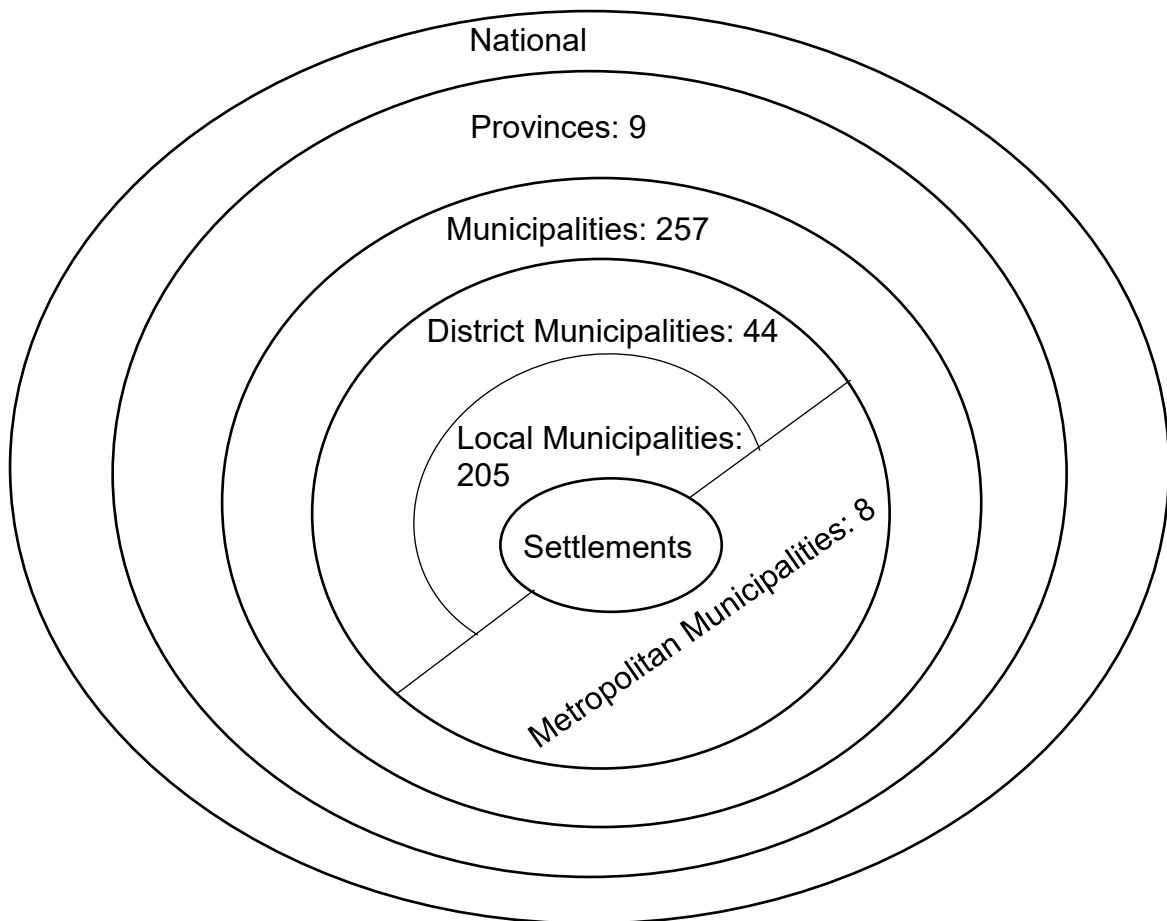 National
Provinces: 9
Municipalities: 257
District Municipalities: 44
Local Municipalities:
205
Settlements
Metropolitan Municipalities: 8